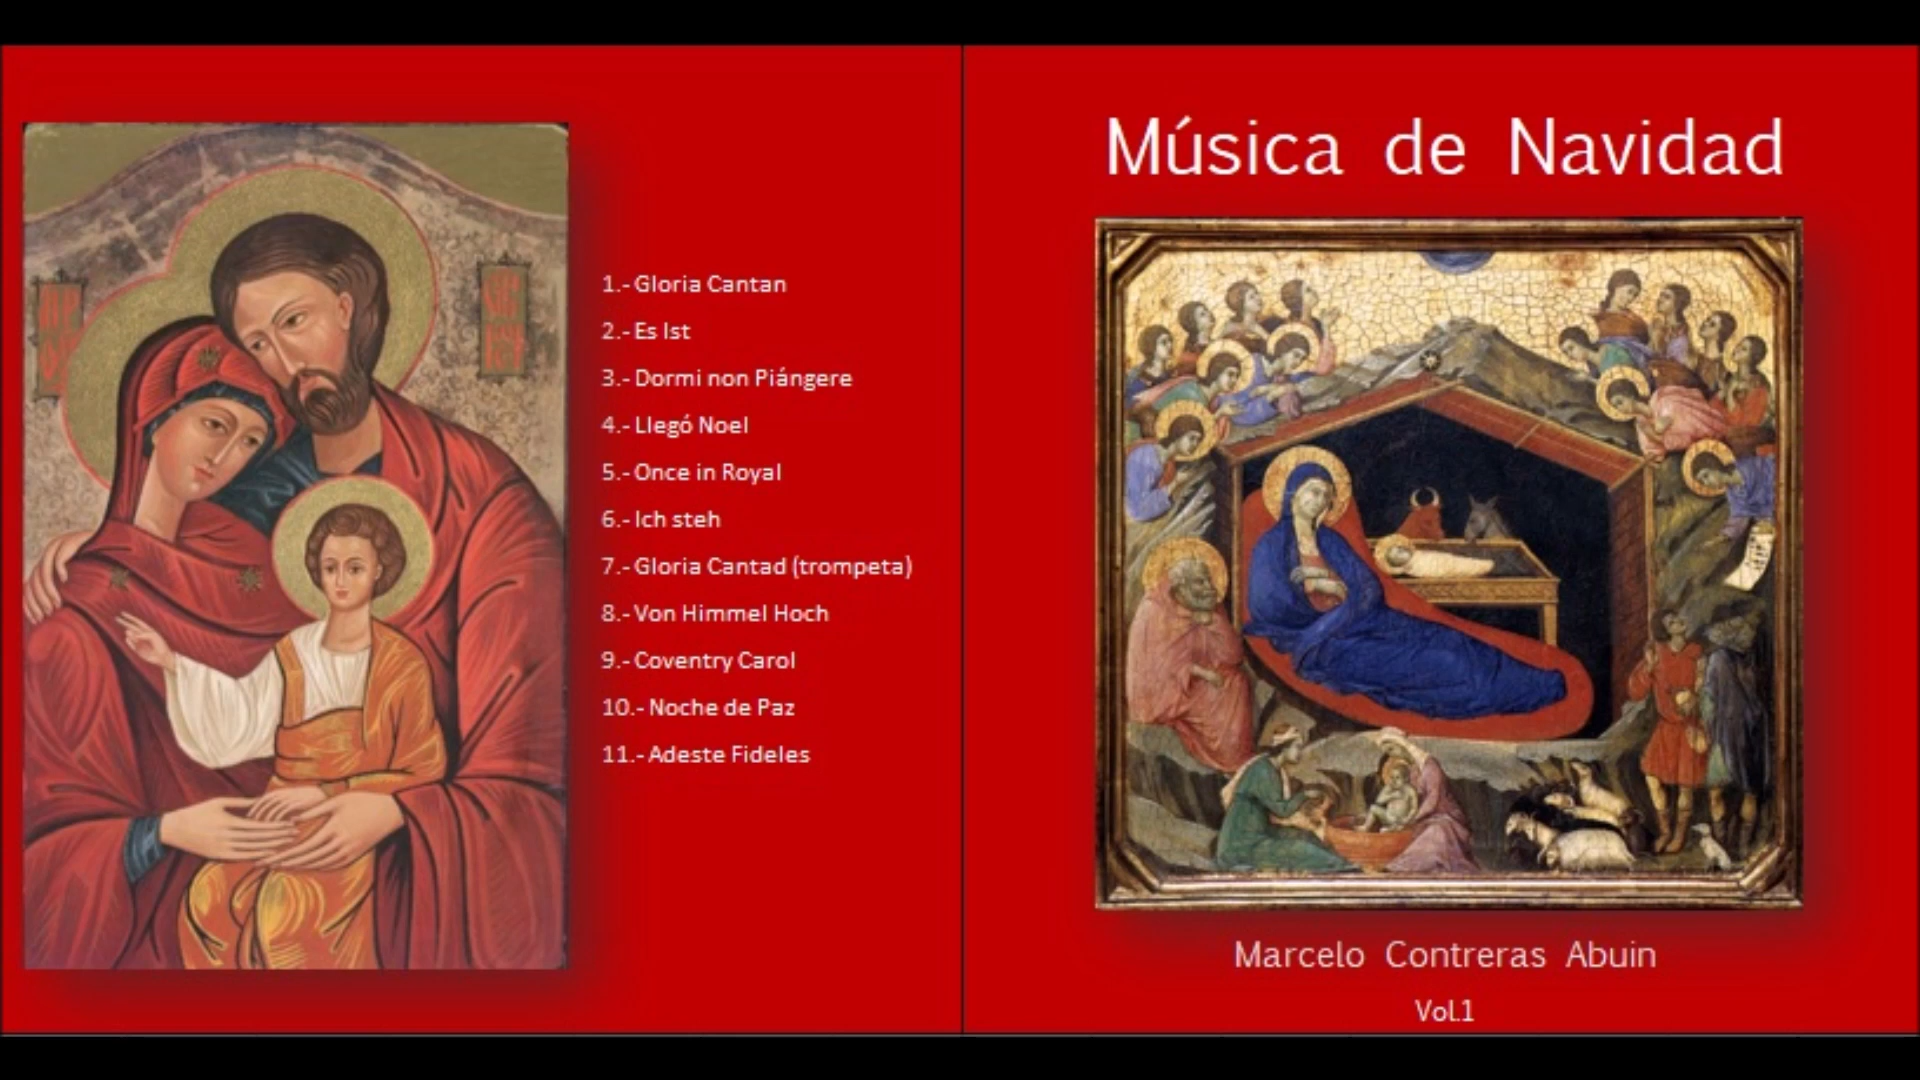 1.- Gloria Cantan
2.- Es Ist
3.- Dormi non Piángere
4.- Llegó Noel
5.- Once in Royal
6.- Ich steh
7.- Gloria Cantad (trompeta)
8.- Von Himmel Hoch
9.- Coventry Carol
10.- Noche de Paz
11.- Adeste Fideles
Música de Navidad
Marcelo Contreras Abuin
Vol.1